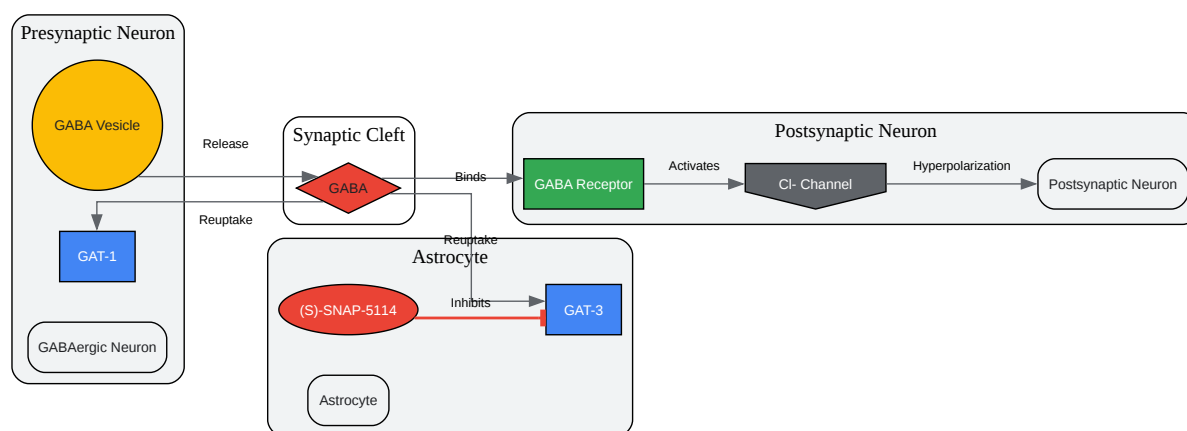 Presynaptic Neuron
GABA Vesicle
Release
Synaptic Cleft
GABA
Reuptake
GAT-1
GABAergic Neuron
Postsynaptic Neuron
Binds
GABA Receptor
Activates
Cl- Channel
Hyperpolarization
Postsynaptic Neuron
Reuptake
Astrocyte
(S)-SNAP-5114
Inhibits
GAT-3
Astrocyte